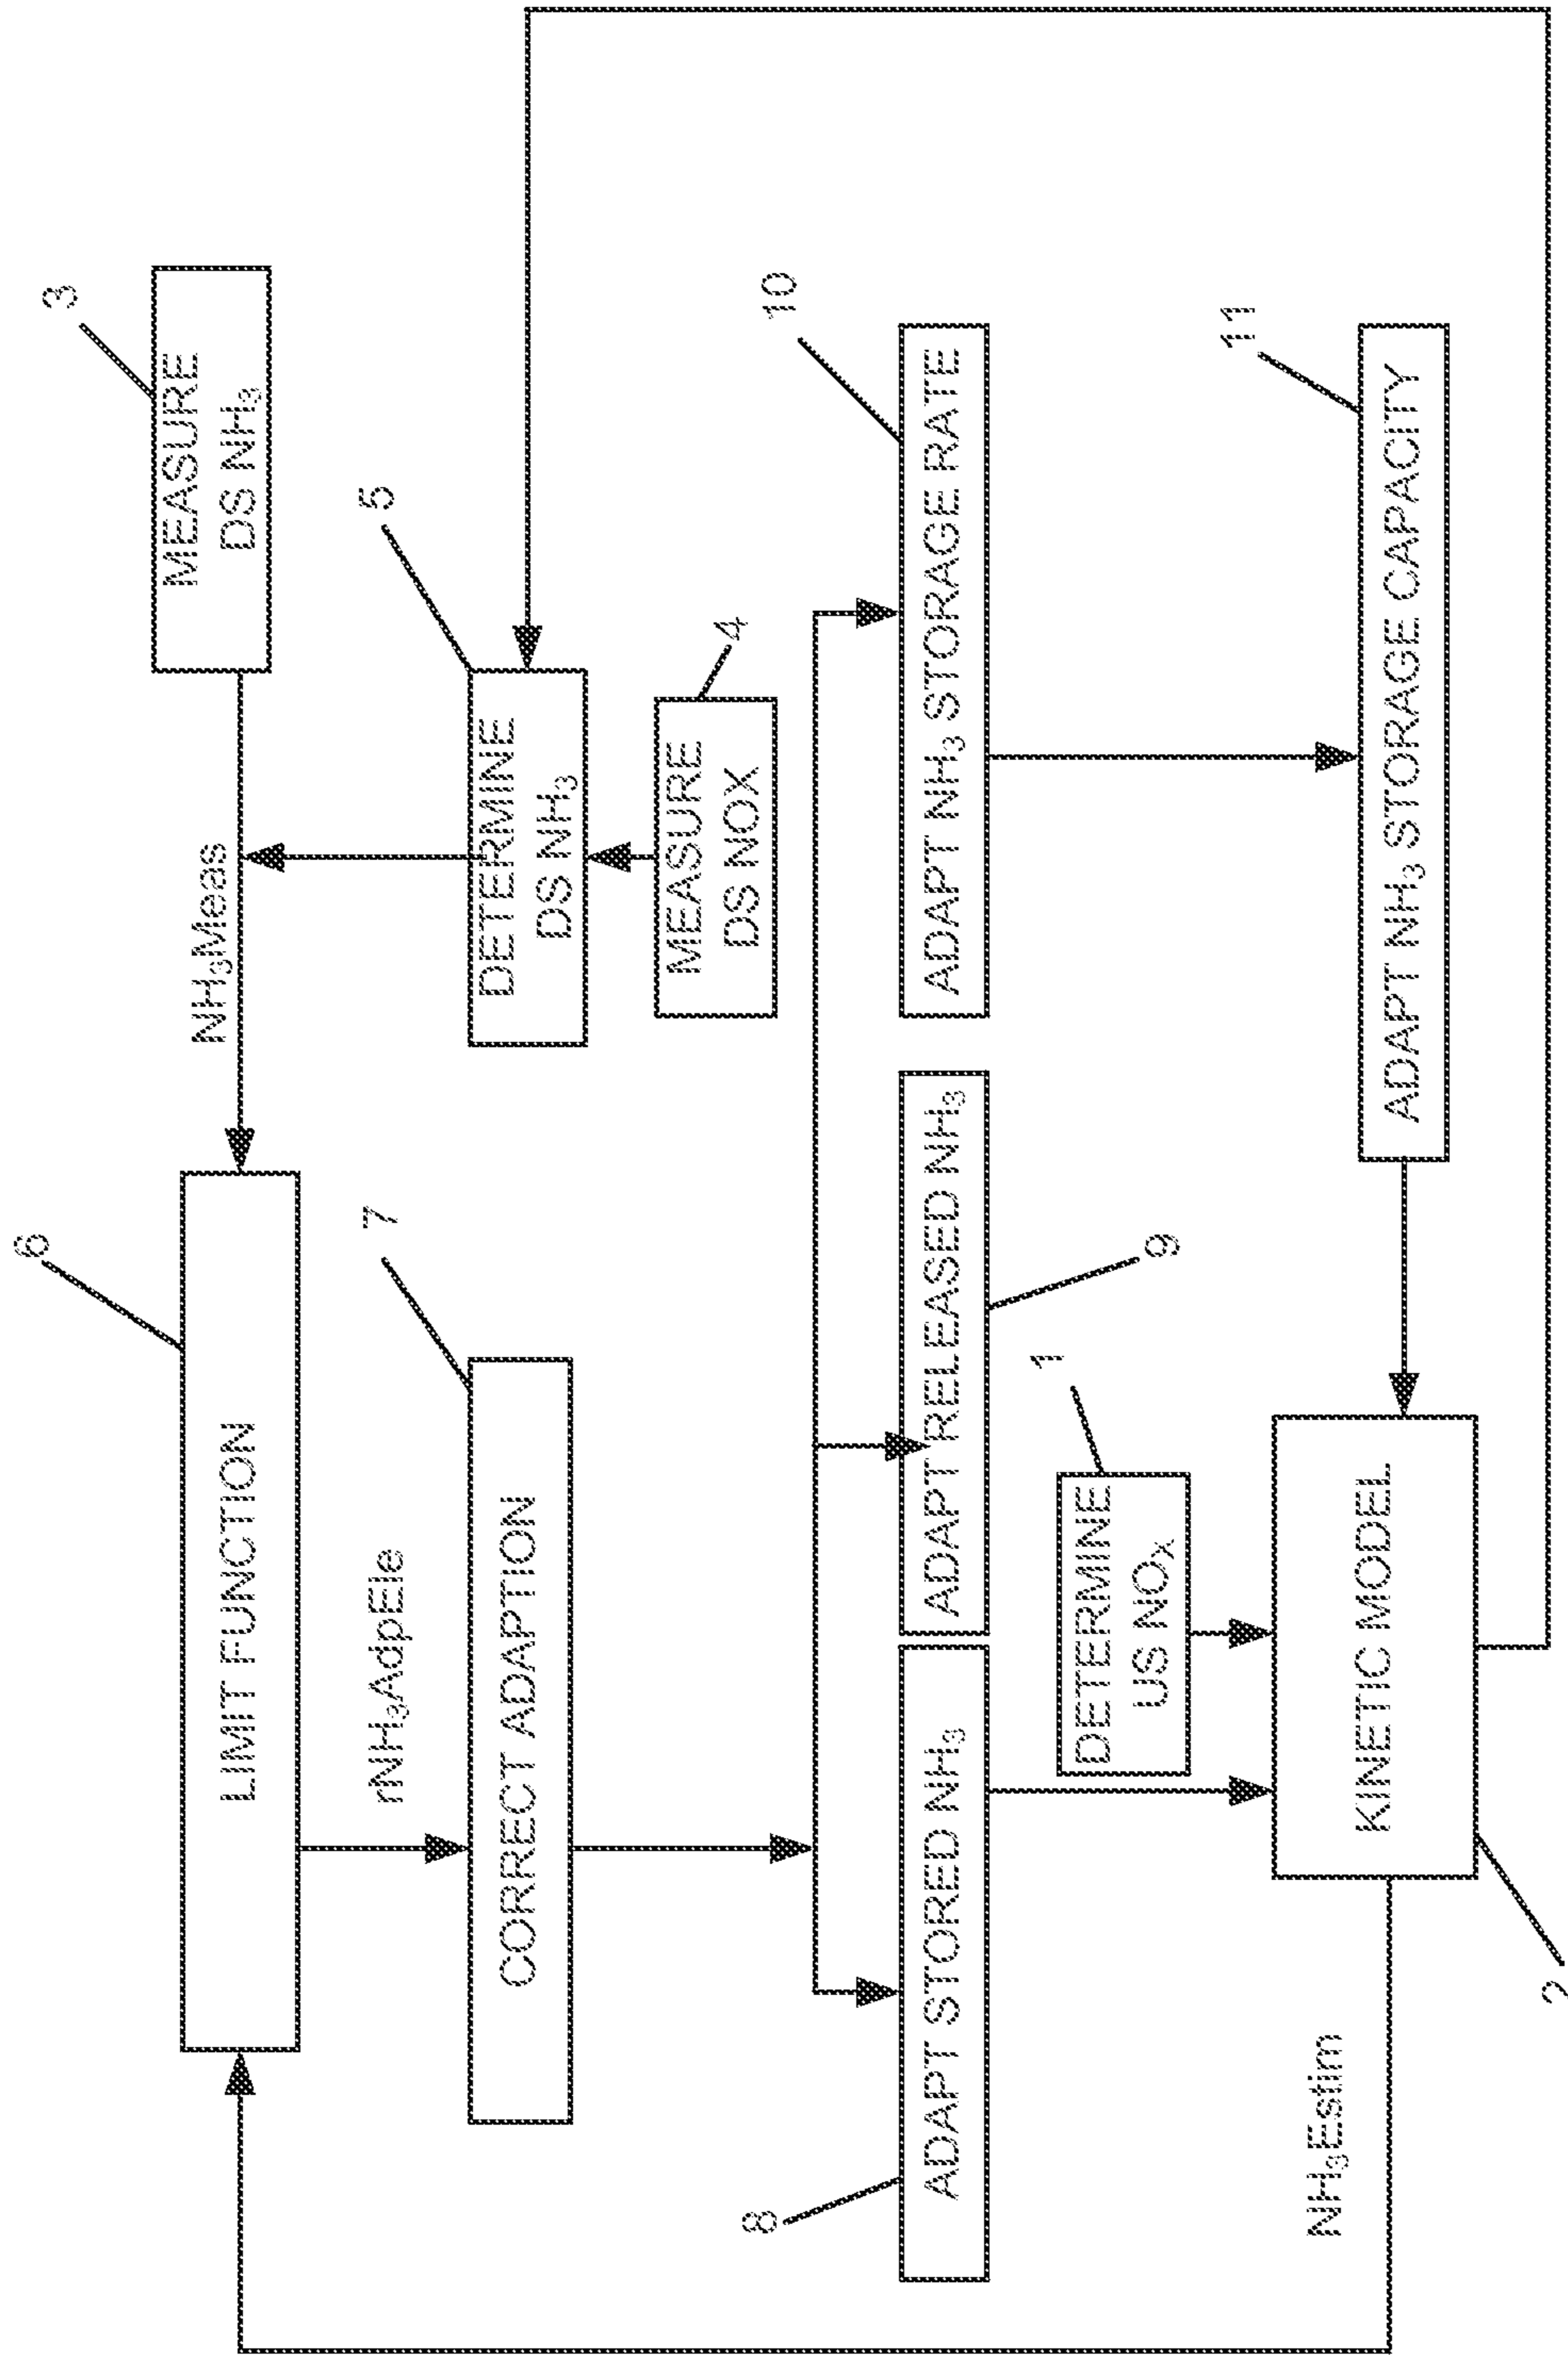 3
MEASURE
DS NH₃
NH₃Meas
6
LIMIT FUNCTION
5
DETERMINE
DS NH₃
4
MEASURE
DS NOX
7
rNH₃AdpEle
CORRECT ADAPTION
8
ADAPT STORED NH₃
9
ADAPT RELEASED NH₃
10
ADAPT NH₃ STORAGE RATE
1
DETERMINE
US NOₓ
11
ADAPT NH₃ STORAGE CAPACITY
KINETIC MODEL
2
NH₃Estim